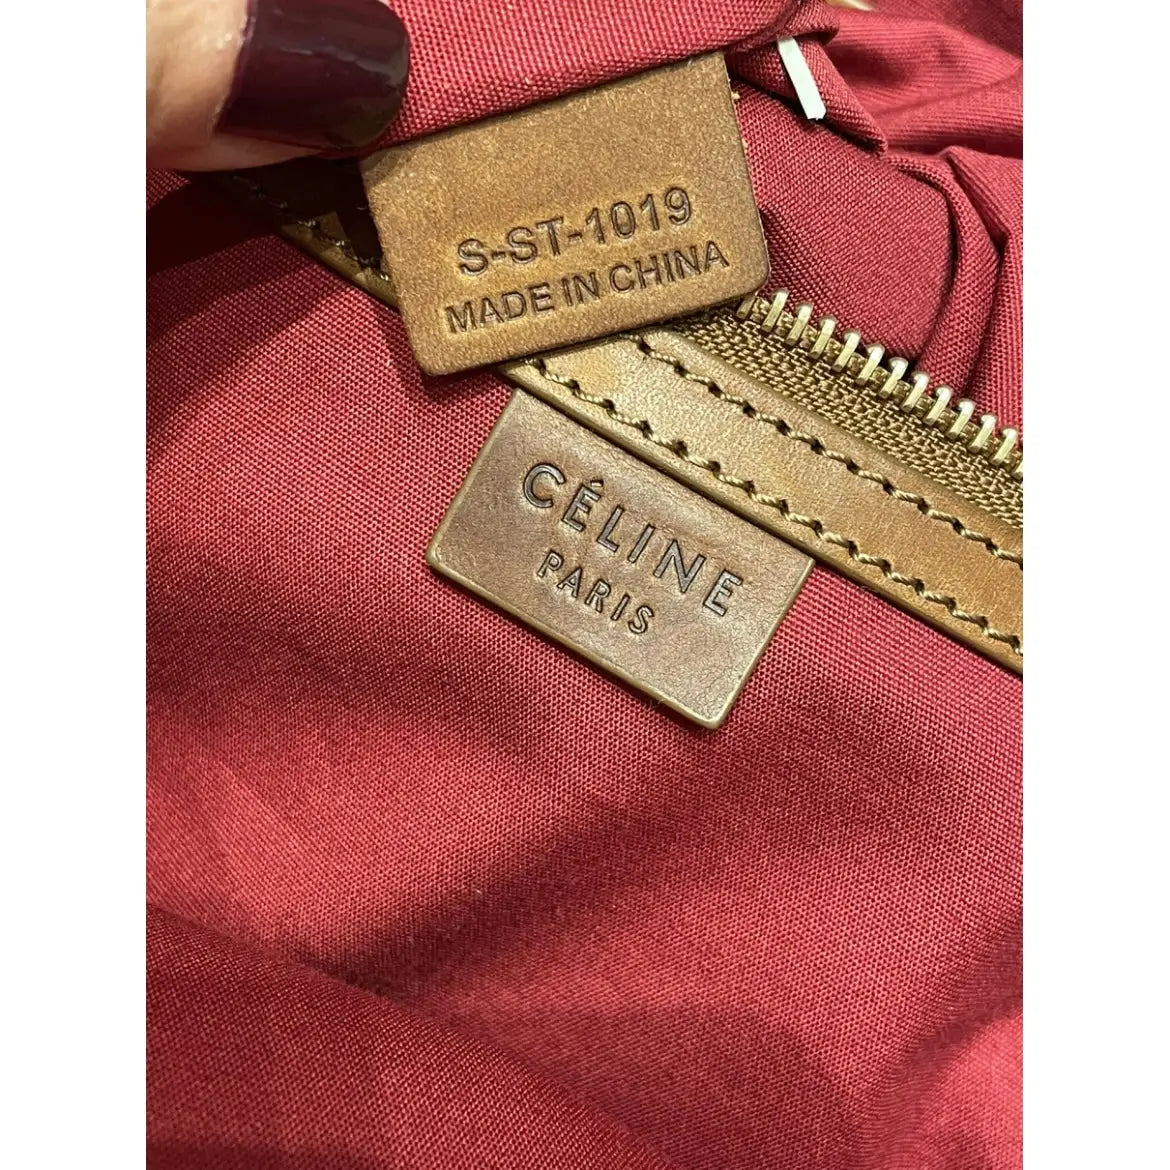 S-ST-1019
MADE IN CHINA
CÉLINE
PARIS